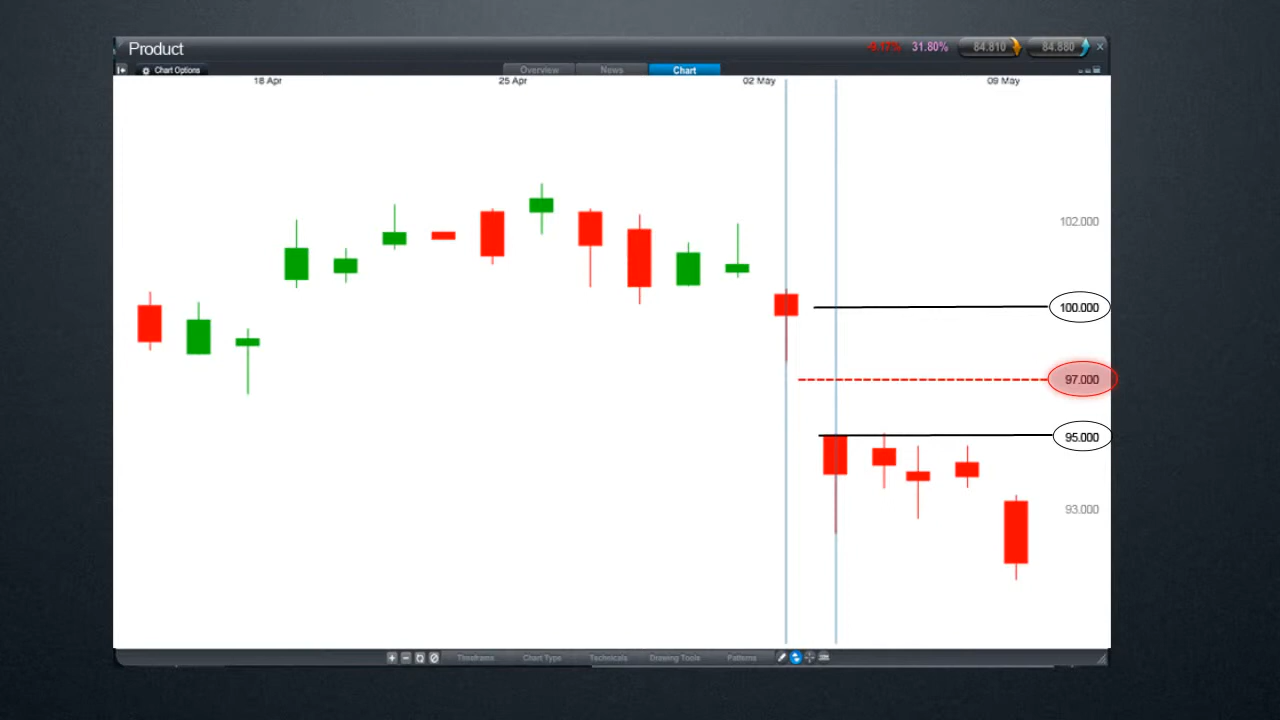 Product
-9.17% 31.80% 84.810 84.880
Chart Options
Overview News Chart
18 Apr 25 Apr 02 May 09 May
102.000
100.000
97.000
95.000
93.000
Timeframe Chart Type Technicals Drawing Tools Patterns